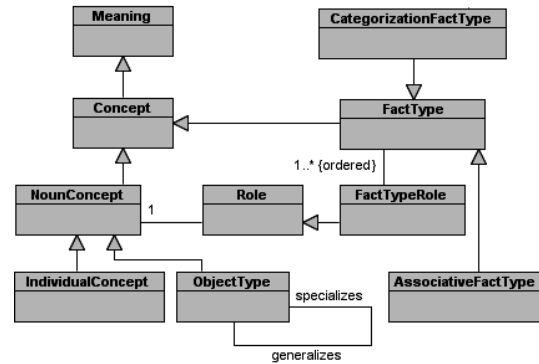 Meaning
CategorizationFactType
Concept
FactType
1..* {ordered}
NounConcept
Role
FactTypeRole
1
IndividualConcept
ObjectType
AssociativeFactType
specializes
generalizes